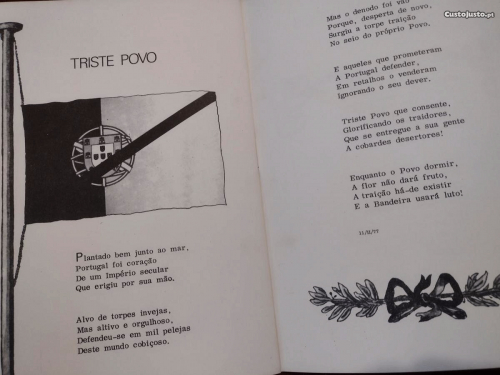 TRISTE POVO
Plantado bem junto ao mar,
Portugal foi coração
De um Império secular
Que erigiu por sua mão.
Alvo de torpes invejas,
Mas altivo e orgulhoso,
Defendeu-se em mil pelejas
Deste mundo cobiçoso.
Mas o denodo foi vão
Porque, desperta de novo,
Surgiu a torpe traição
No seio do próprio Povo.
E aqueles que prometeram
A Portugal defender,
Em retalhos o venderam
Ignorando o seu dever.
Triste Povo que consente,
Glorificando os traidores,
Que se entregue a sua gente
A cobardes desertores!
Enquanto o Povo dormir,
A flor não dará fruto,
A traição há-de existir
E a Bandeira usará luto!
CustoJusto.pt